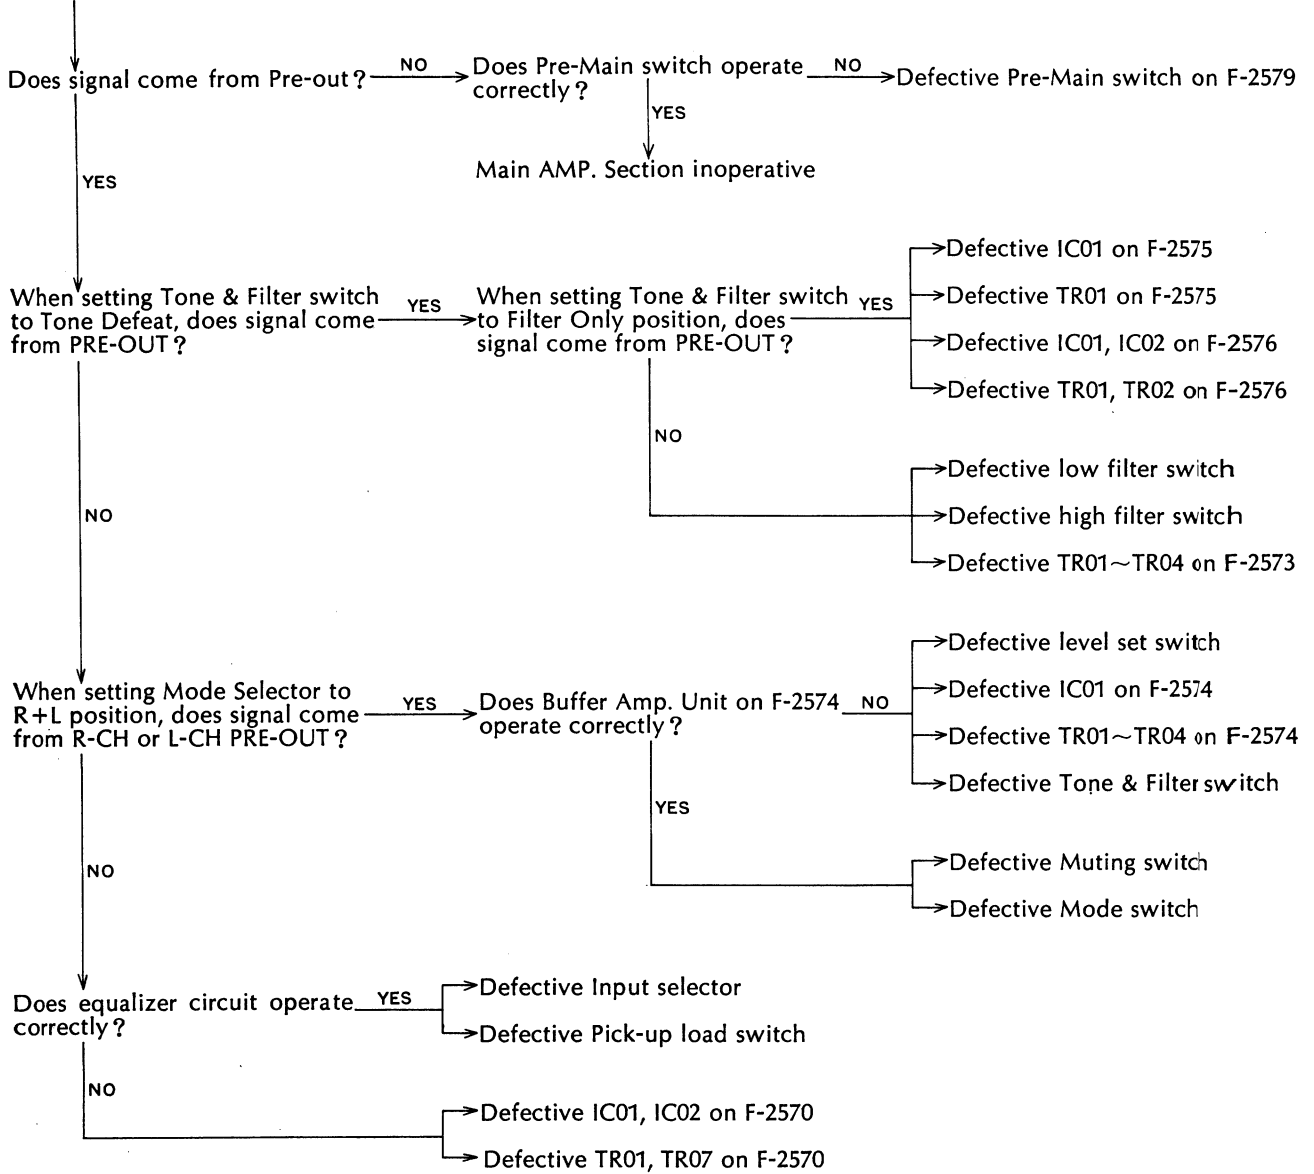 Does signal come from Pre-out?
NO
Does Pre-Main switch operate
correctly?
NO
Defective Pre-Main switch on F-2579
YES
Main AMP. Section inoperative
YES
When setting Tone & Filter switch
to Tone Defeat, does signal come
from PRE-OUT?
YES
When setting Tone & Filter switch
to Filter Only position, does
signal come from PRE-OUT?
YES
Defective IC01 on F-2575
Defective TR01 on F-2575
Defective IC01, IC02 on F-2576
Defective TR01, TR02 on F-2576
NO
Defective low filter switch
Defective high filter switch
Defective TR01~TR04 on F-2573
NO
When setting Mode Selector to
R+L position, does signal come
from R-CH or L-CH PRE-OUT?
YES
Does Buffer Amp. Unit on F-2574
operate correctly?
NO
Defective level set switch
Defective IC01 on F-2574
Defective TR01~TR04 on F-2574
Defective Tone & Filter switch
YES
Defective Muting switch
Defective Mode switch
NO
Does equalizer circuit operate
correctly?
YES
Defective Input selector
Defective Pick-up load switch
NO
Defective IC01, IC02 on F-2570
Defective TR01, TR07 on F-2570